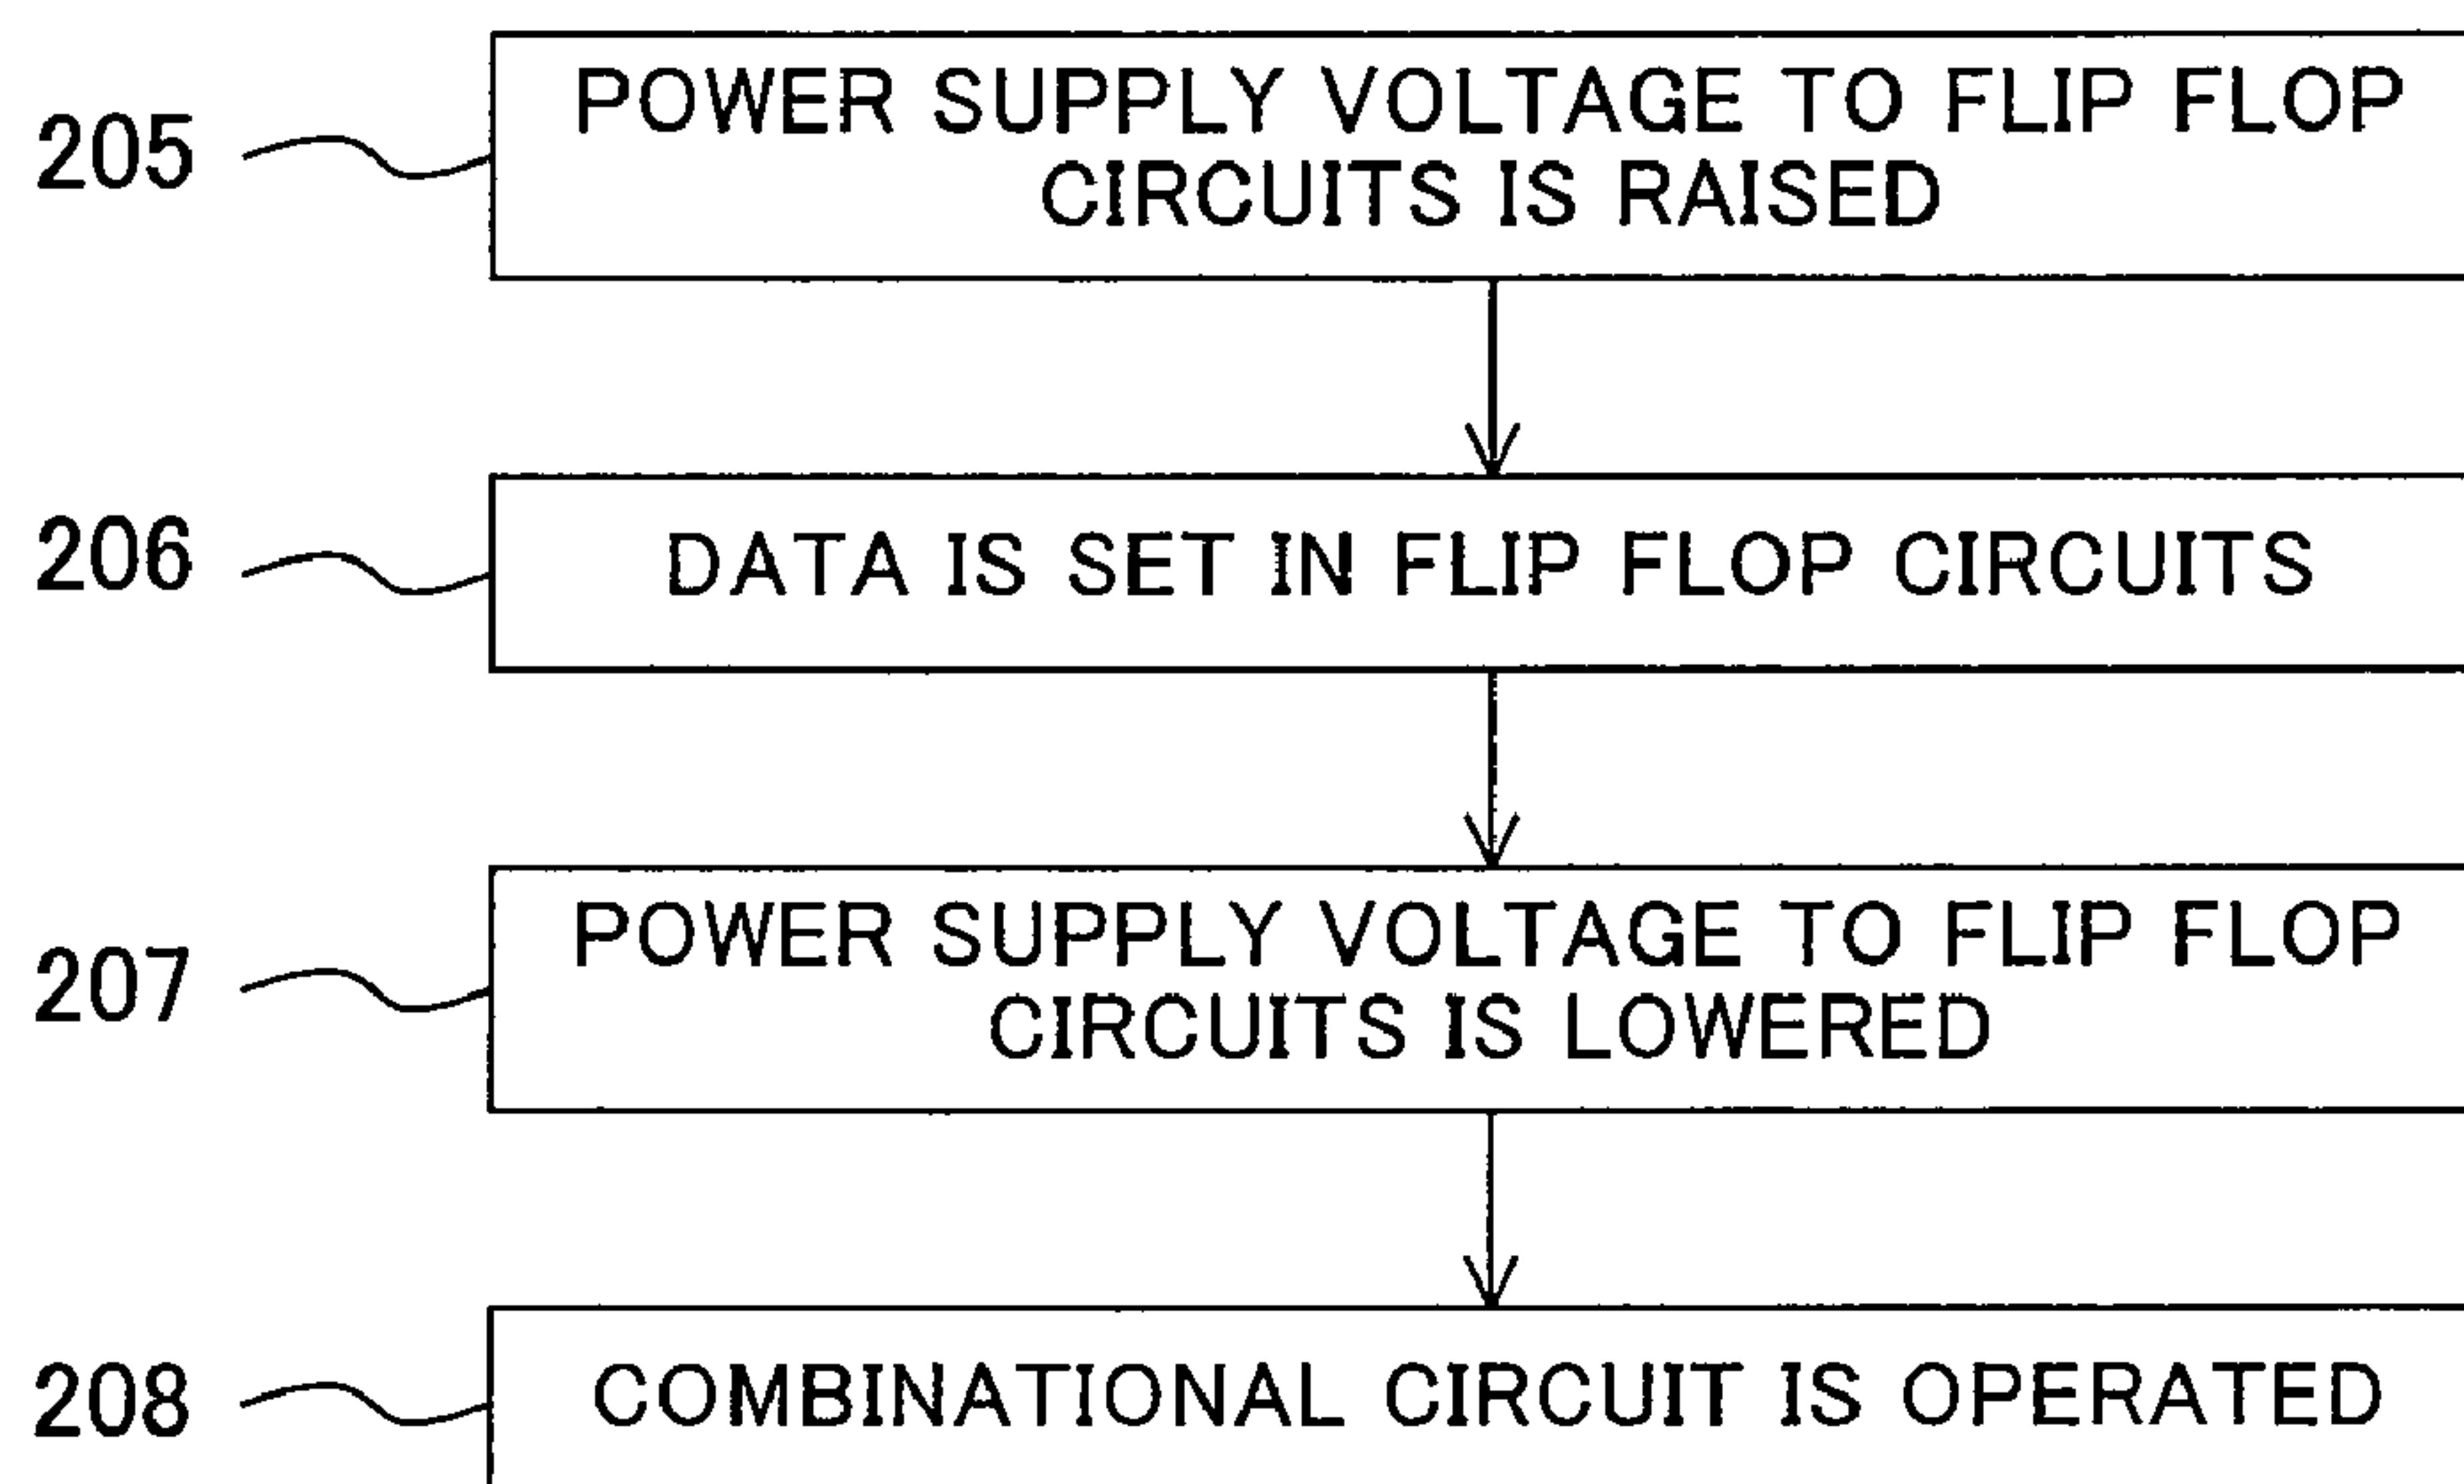 205
POWER SUPPLY VOLTAGE TO FLIP FLOP
CIRCUITS IS RAISED
206
DATA IS SET IN FLIP FLOP CIRCUITS
207
POWER SUPPLY VOLTAGE TO FLIP FLOP
CIRCUITS IS LOWERED
208
COMBINATIONAL CIRCUIT IS OPERATED